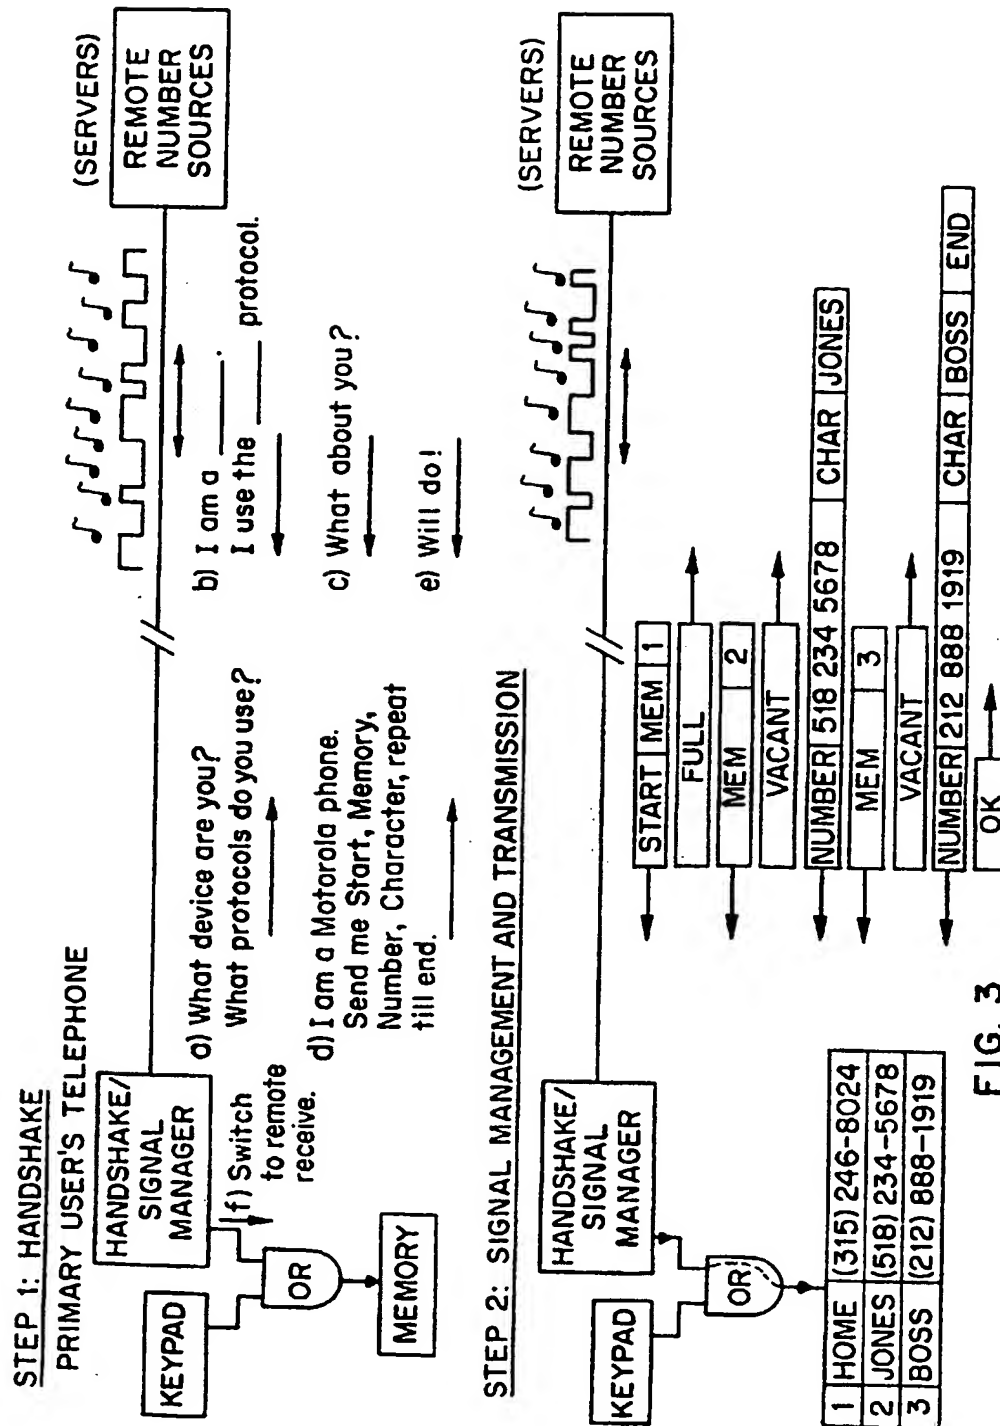 STEP 1: HANDSHAKE
PRIMARY USER'S TELEPHONE
(SERVERS)
KEYPAD
HANDSHAKE/
SIGNAL
MANAGER
REMOTE
NUMBER
SOURCES
OR
MEMORY
f) Switch
to remote
receive.
a) What device are you?
What protocols do you use?
b) I am a ______.
I use the ______ protocol.
c) What about you?
d) I am a Motorola phone.
Send me Start, Memory,
Number, Character, repeat
till end.
e) Will do!
STEP 2: SIGNAL MANAGEMENT AND TRANSMISSION
(SERVERS)
KEYPAD
HANDSHAKE/
SIGNAL
MANAGER
REMOTE
NUMBER
SOURCES
OR
1 HOME (315) 246-8024
2 JONES (518) 234-5678
3 BOSS (212) 888-1919
START MEM 1
FULL
MEM 2
VACANT
NUMBER 518 234 5678 CHAR JONES
MEM 3
VACANT
NUMBER 212 888 1919 CHAR BOSS END
OK
FIG. 3